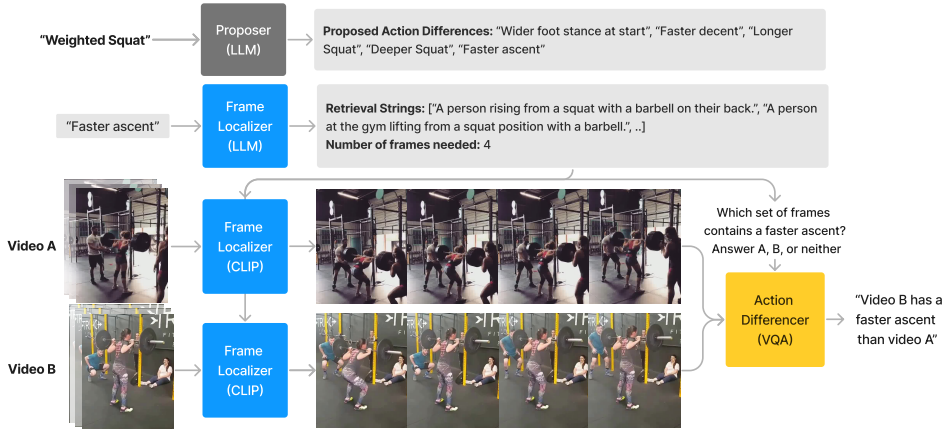 "Weighted Squat"
Proposer
(LLM)
Proposed Action Differences: "Wider foot stance at start", "Faster decent", "Longer
Squat", "Deeper Squat", "Faster ascent"
"Faster ascent"
Frame
Localizer
(LLM)
Retrieval Strings: ["A person rising from a squat with a barbell on their back.", "A person
at the gym lifting from a squat position with a barbell.", ..]
Number of frames needed: 4
Video A
Frame
Localizer
(CLIP)
Which set of frames
contains a faster ascent?
Answer A, B, or neither
Video B
Frame
Localizer
(CLIP)
Action
Differencer
(VQA)
"Video B has a
faster ascent
than video A"